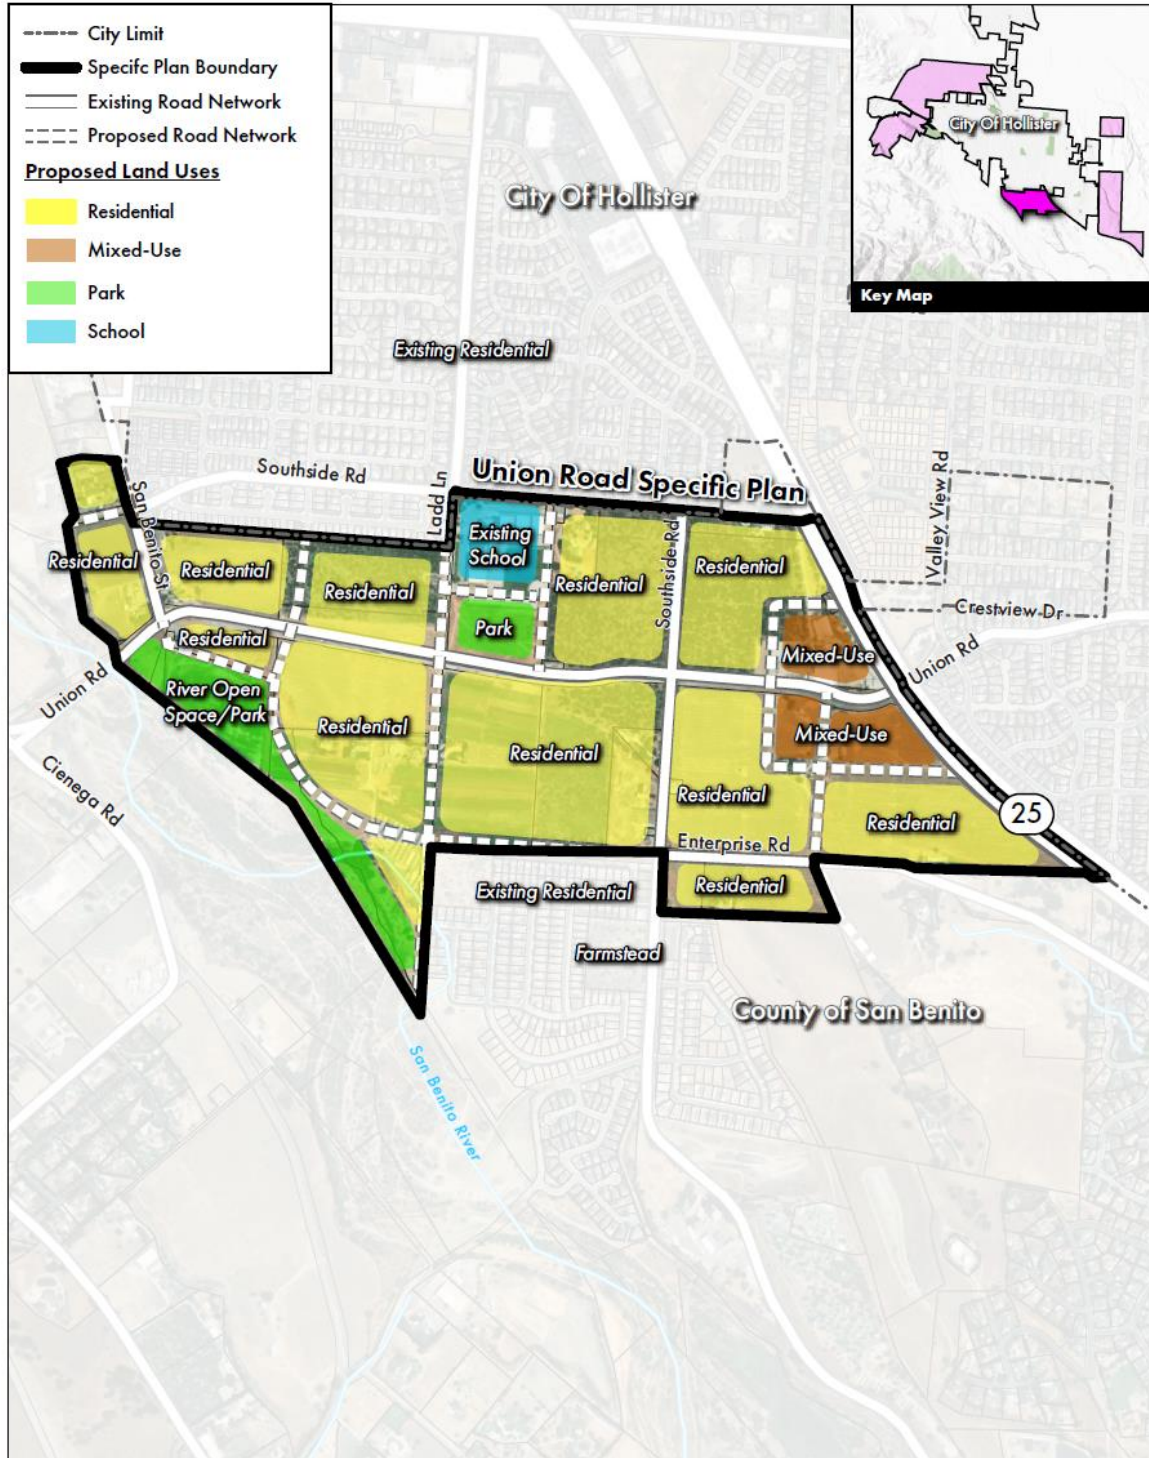 City Limit
Specifc Plan Boundary
Existing Road Network
Proposed Road Network
Proposed Land Uses
Residential
Mixed-Use
Park
School
City Of Hollister
Key Map
City Of Hollister
Existing Residential
Southside Rd
Ladd Ln
Union Road Specific Plan
Valley View Rd
San Benito St
Existing
School
Southside Rd
Residential
Residential
Residential
Residential
Residential
Crestview Dr
Park
Residential
Mixed-Use
Union Rd
Union Rd
River Open
Space/Park
Residential
Residential
Mixed-Use
Cienega Rd
Residential
25
Residential
Enterprise Rd
Existing Residential
Residential
Farmstead
County of San Benito
San Benito River